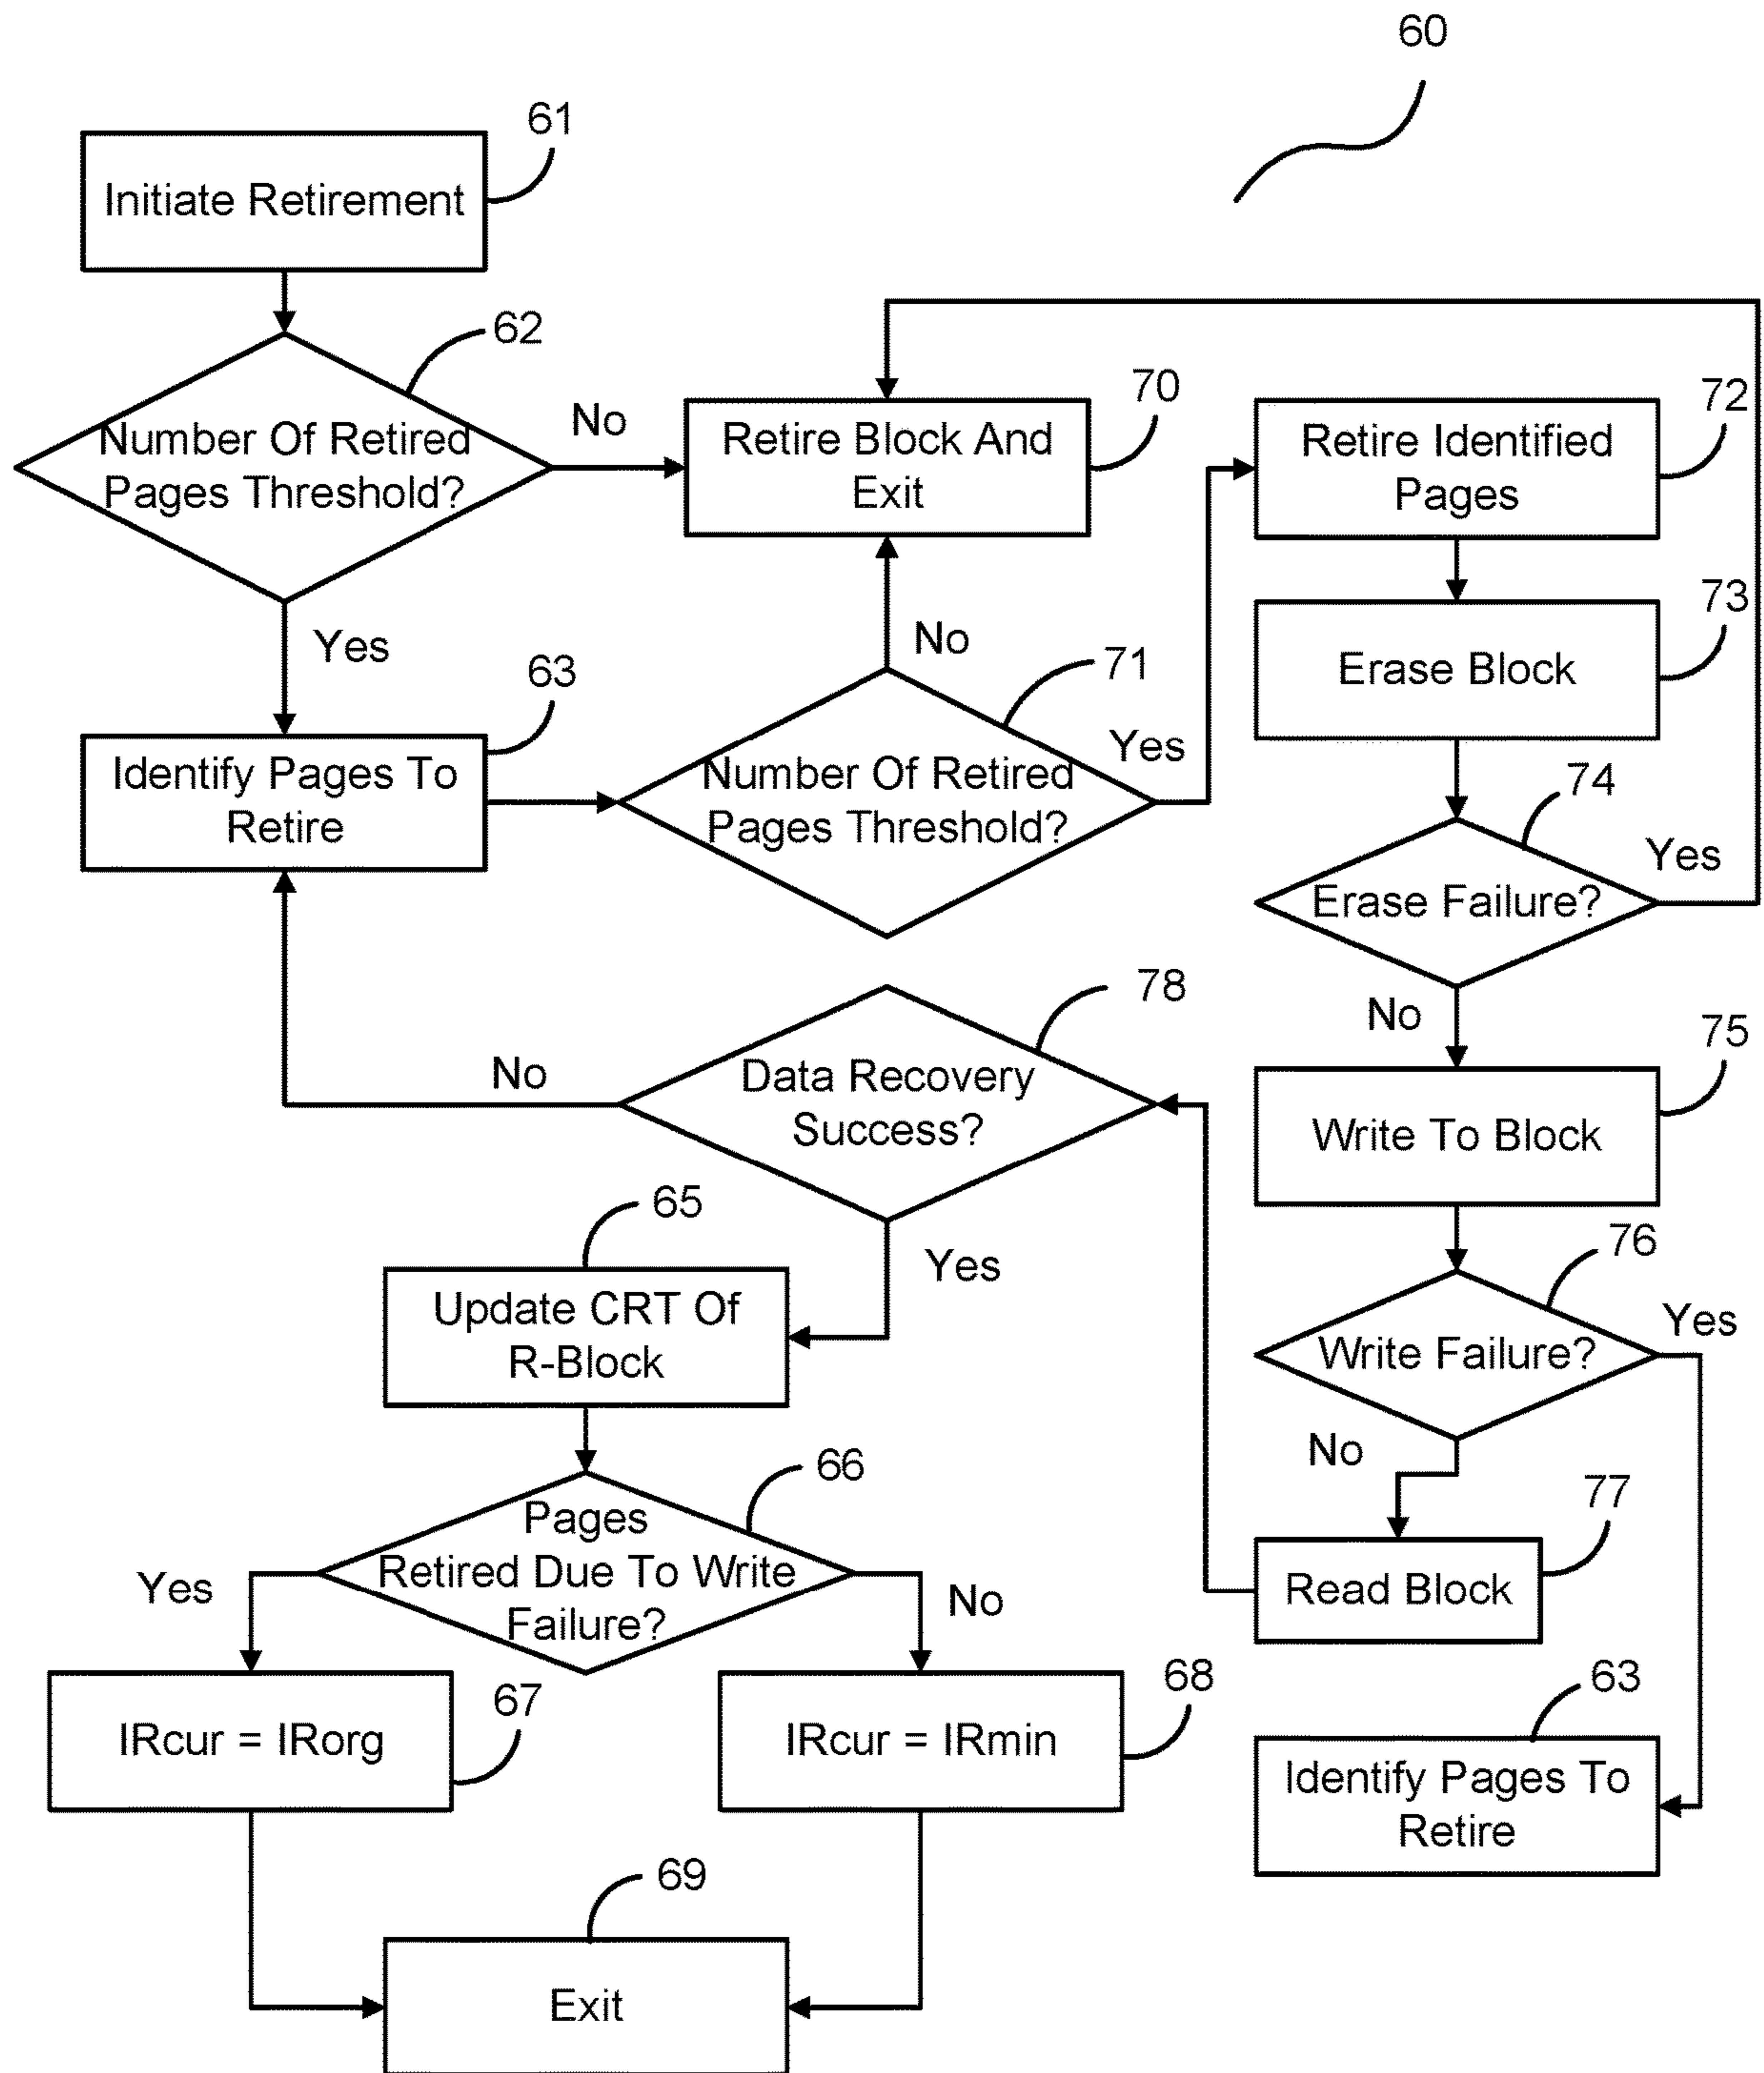 60
61
Initiate Retirement
62
Number Of Retired
Pages Threshold?
No
Yes
70
Retire Block And
Exit
72
Retire Identified
Pages
73
Erase Block
63
Identify Pages To
Retire
No
71
Number Of Retired
Pages Threshold?
Yes
74
Erase Failure?
Yes
No
78
Data Recovery
Success?
No
Yes
75
Write To Block
65
Update CRT Of
R-Block
76
Write Failure?
Yes
No
66
Pages
Retired Due To Write
Failure?
Yes
No
77
Read Block
67
IRcur = IRorg
68
IRcur = IRmin
63
Identify Pages To
Retire
69
Exit